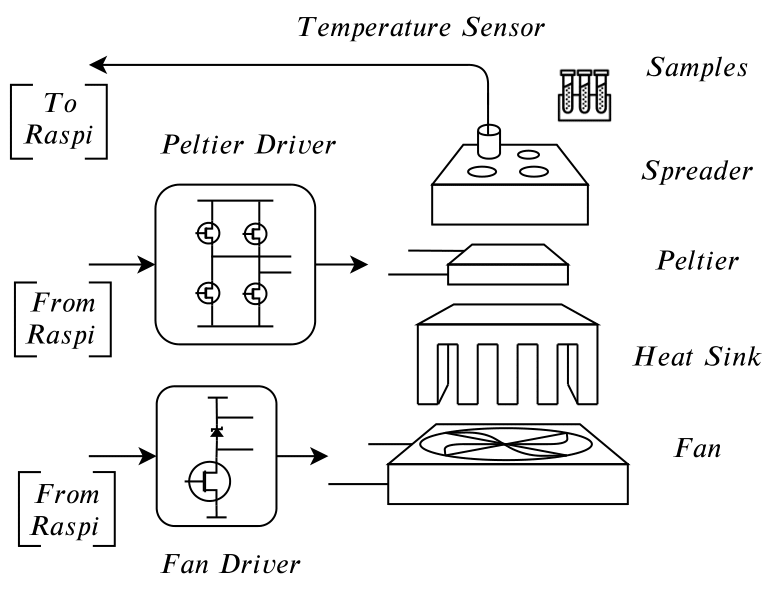 Temperature Sensor
Samples
To
Raspi
Peltier Driver
Spreader
Peltier
From
Raspi
Heat Sink
Fan
From
Raspi
Fan Driver